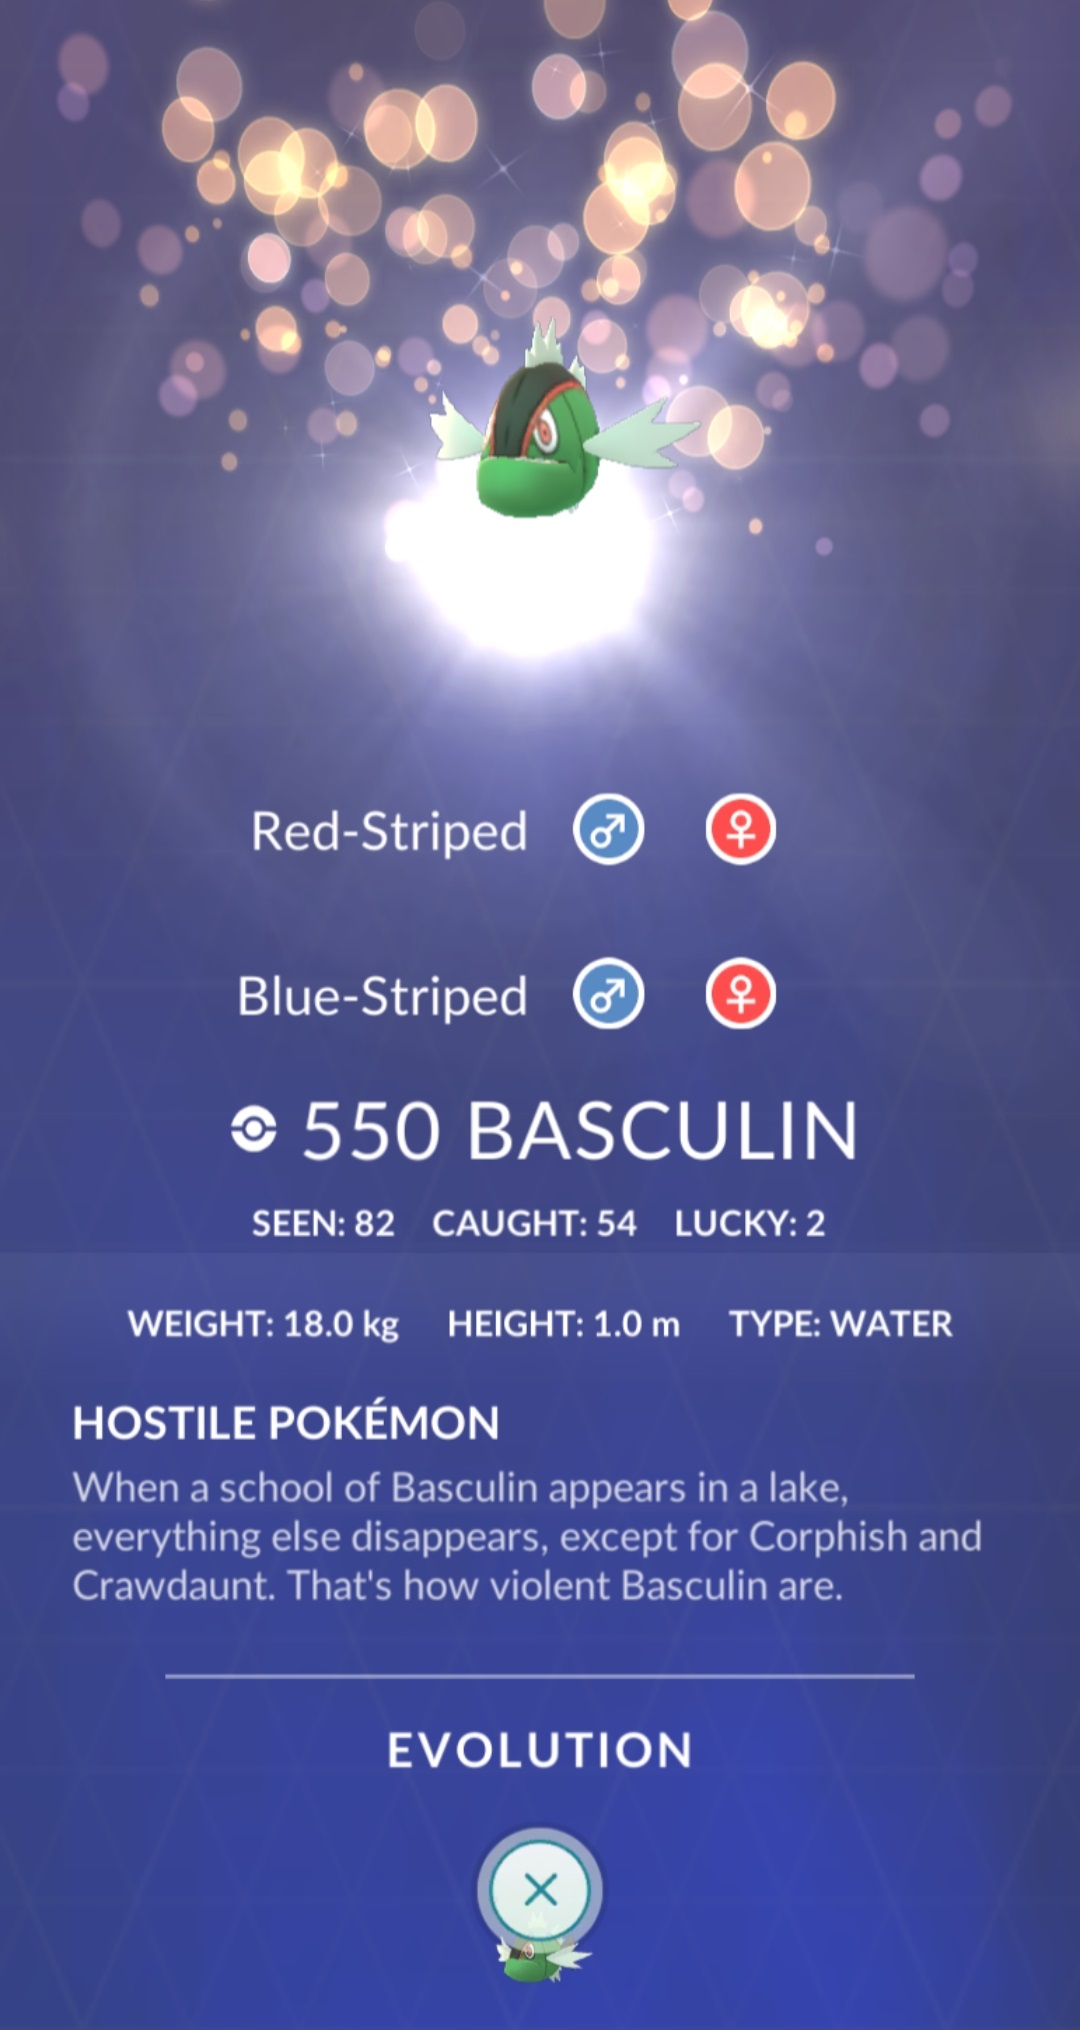 Red-Striped
Blue-Striped
550 BASCULIN
SEEN: 82 CAUGHT: 54 LUCKY: 2
WEIGHT: 18.0 kg HEIGHT: 1.0 m TYPE: WATER
HOSTILE POKÉMON
When a school of Basculin appears in a lake,
everything else disappears, except for Corphish and
Crawdaunt. That's how violent Basculin are.
EVOLUTION